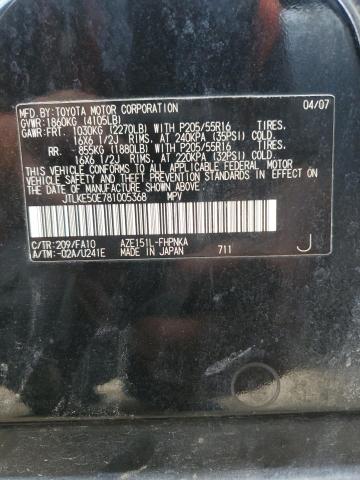 MFD.BY:TOYOTA MOTOR CORPORATION 04/07
GVWR:1860KG (4105LB)
GAWR:FRT. 1030KG (2270LB) WITH P205/55R16 TIRES,
16X6 1/2J RIMS, AT 240KPA (35PSI) COLD.
RR. 855KG (1880LB) WITH P205/55R16 TIRES,
16X6 1/2J RIMS, AT 220KPA (32PSI) COLD.
THIS VEHICLE CONFORMS TO ALL APPLICABLE FEDERAL MOTOR
VEHICLE SAFETY, BUMPER, AND THEFT PREVENTION STANDARDS
IN EFFECT ON THE DATE OF MANUFACTURE SHOWN ABOVE.
JTLKE50E781005368 MPV
C/TR:209/FA10 AZE151L-FHPNKA
A/TM:-02A/U241E MADE IN JAPAN 711 J